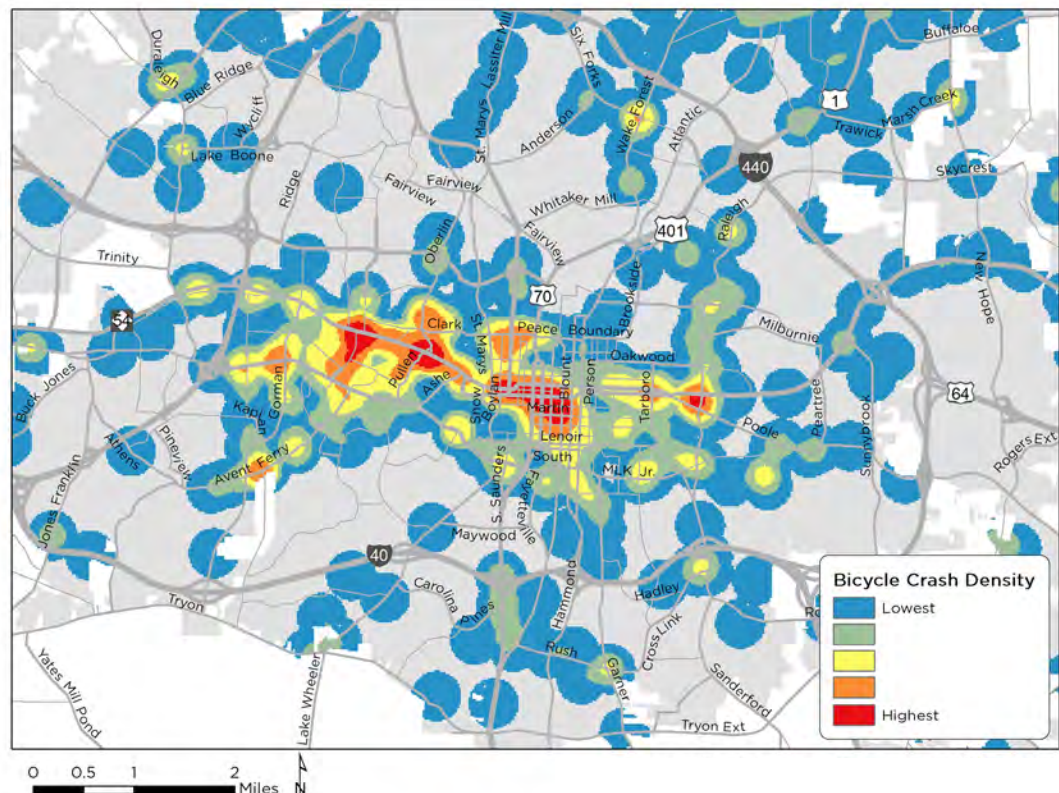 Duraleigh
Blue Ridge
Wycliff
Lake Boone
Ridge
St. Marys
Lassiter Mill
Six Forks
Anderson
Wake Forest
Atlantic
Buffaloe
1
Marsh Creek
Trawick
440
Skycrest
Fairview
Fairview
Whitaker Mill
Fairview
Oberlin
401
Raleigh
Trinity
54
70
Brookside
New Hope
Clark
St. Marys
Peace
Boundary
Milburnie
Oakwood
Pullen
Ashe
Snow
Boylan
Blount
Person
Martin
Tarboro
Peartree
Sunnybrook
64
Buck Jones
Gorman
Kaplan
Athens
Pineview
Avent Ferry
Lenoir
South
MLK Jr.
Poole
Rogers Ext
Jones Franklin
S. Saunders
Fayetteville
Maywood
40
Tryon
Carolina Pines
Hammond
Hadley
Rush
Cross Link
Garner
Sanderford
Tryon Ext
Yates Mill Pond
Lake Wheeler
Bicycle Crash Density
Lowest
Highest
0 0.5 1 2
Miles
N